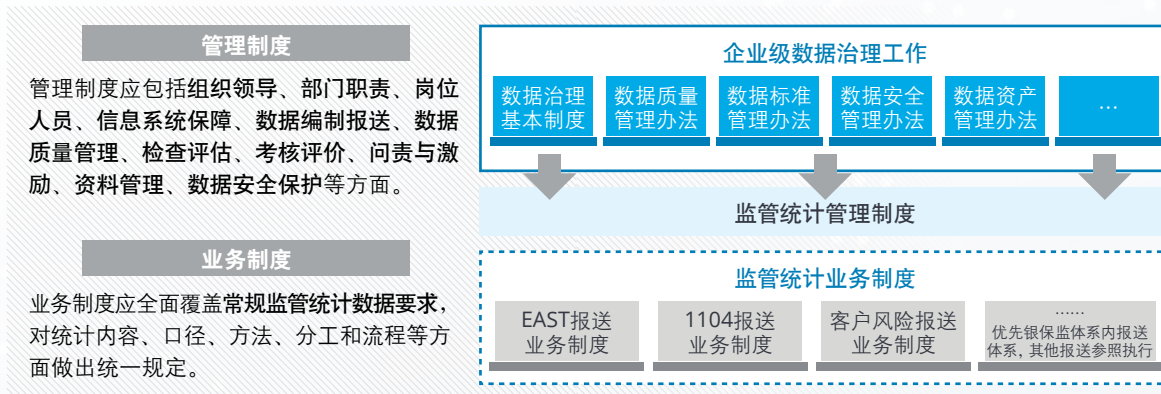 管理制度
管理制度应包括组织领导、部门职责、岗位
人员、信息系统保障、数据编制报送、数据
质量管理、检查评估、考核评价、问责与激
励、资料管理、数据安全保护等方面。
业务制度
业务制度应全面覆盖常规监管统计数据要求，
对统计内容、口径、方法、分工和流程等方
面做出统一规定。
企业级数据治理工作
数据治理
基本制度
数据质量
管理办法
数据标准
管理办法
数据安全
管理办法
数据资产
管理办法
…
监管统计管理制度
监管统计业务制度
EAST报送
业务制度
1104报送
业务制度
客户风险报送
业务制度
……
优先银保监体系内报送
体系，其他报送参照执行